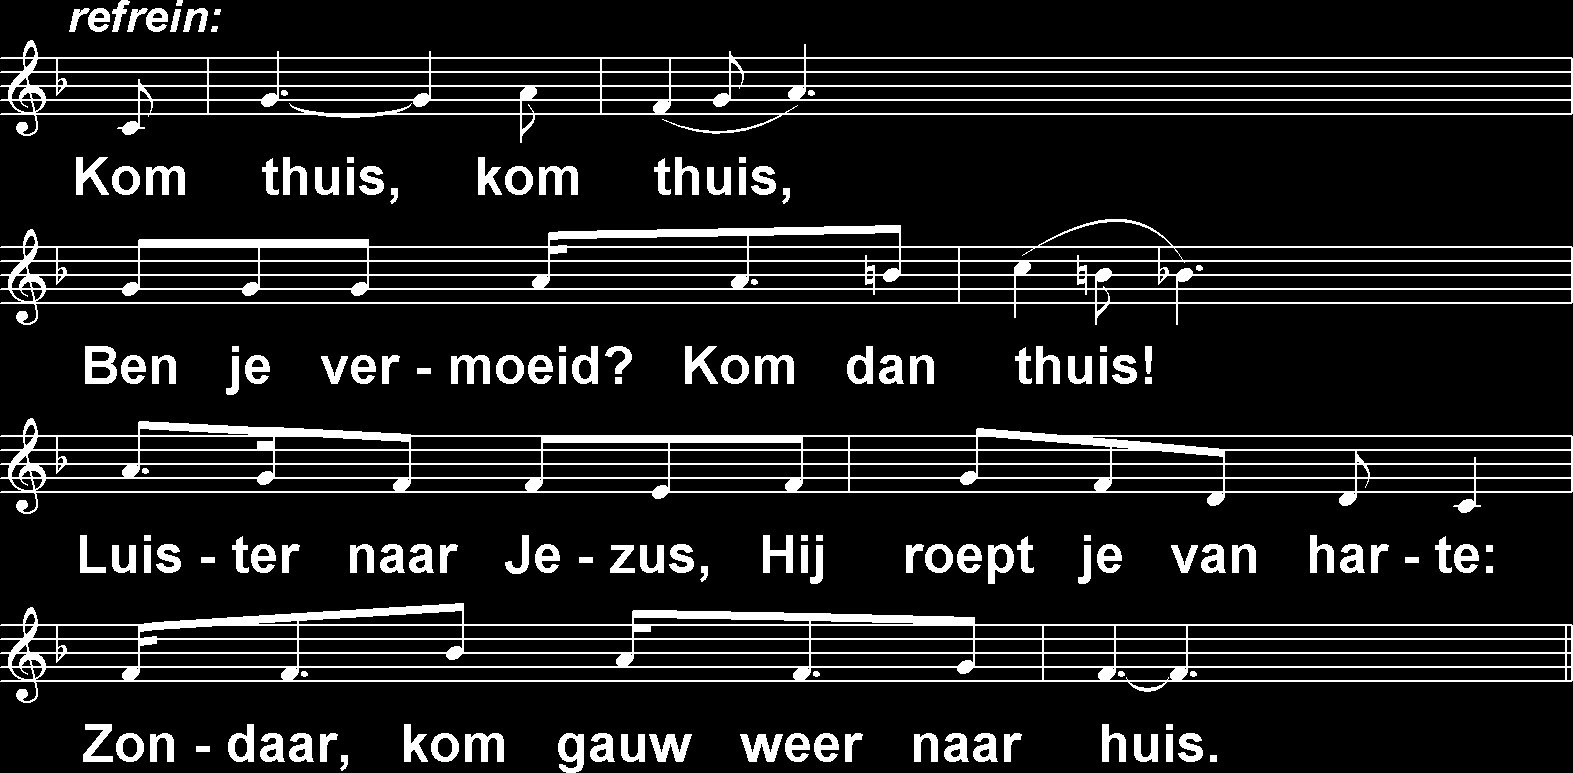 refrein:
Kom thuis, kom thuis,
Ben je ver - moeid? Kom dan thuis!
Luis - ter naar Je - zus, Hij roept je van har - te:
Zon - daar, kom gauw weer naar huis.